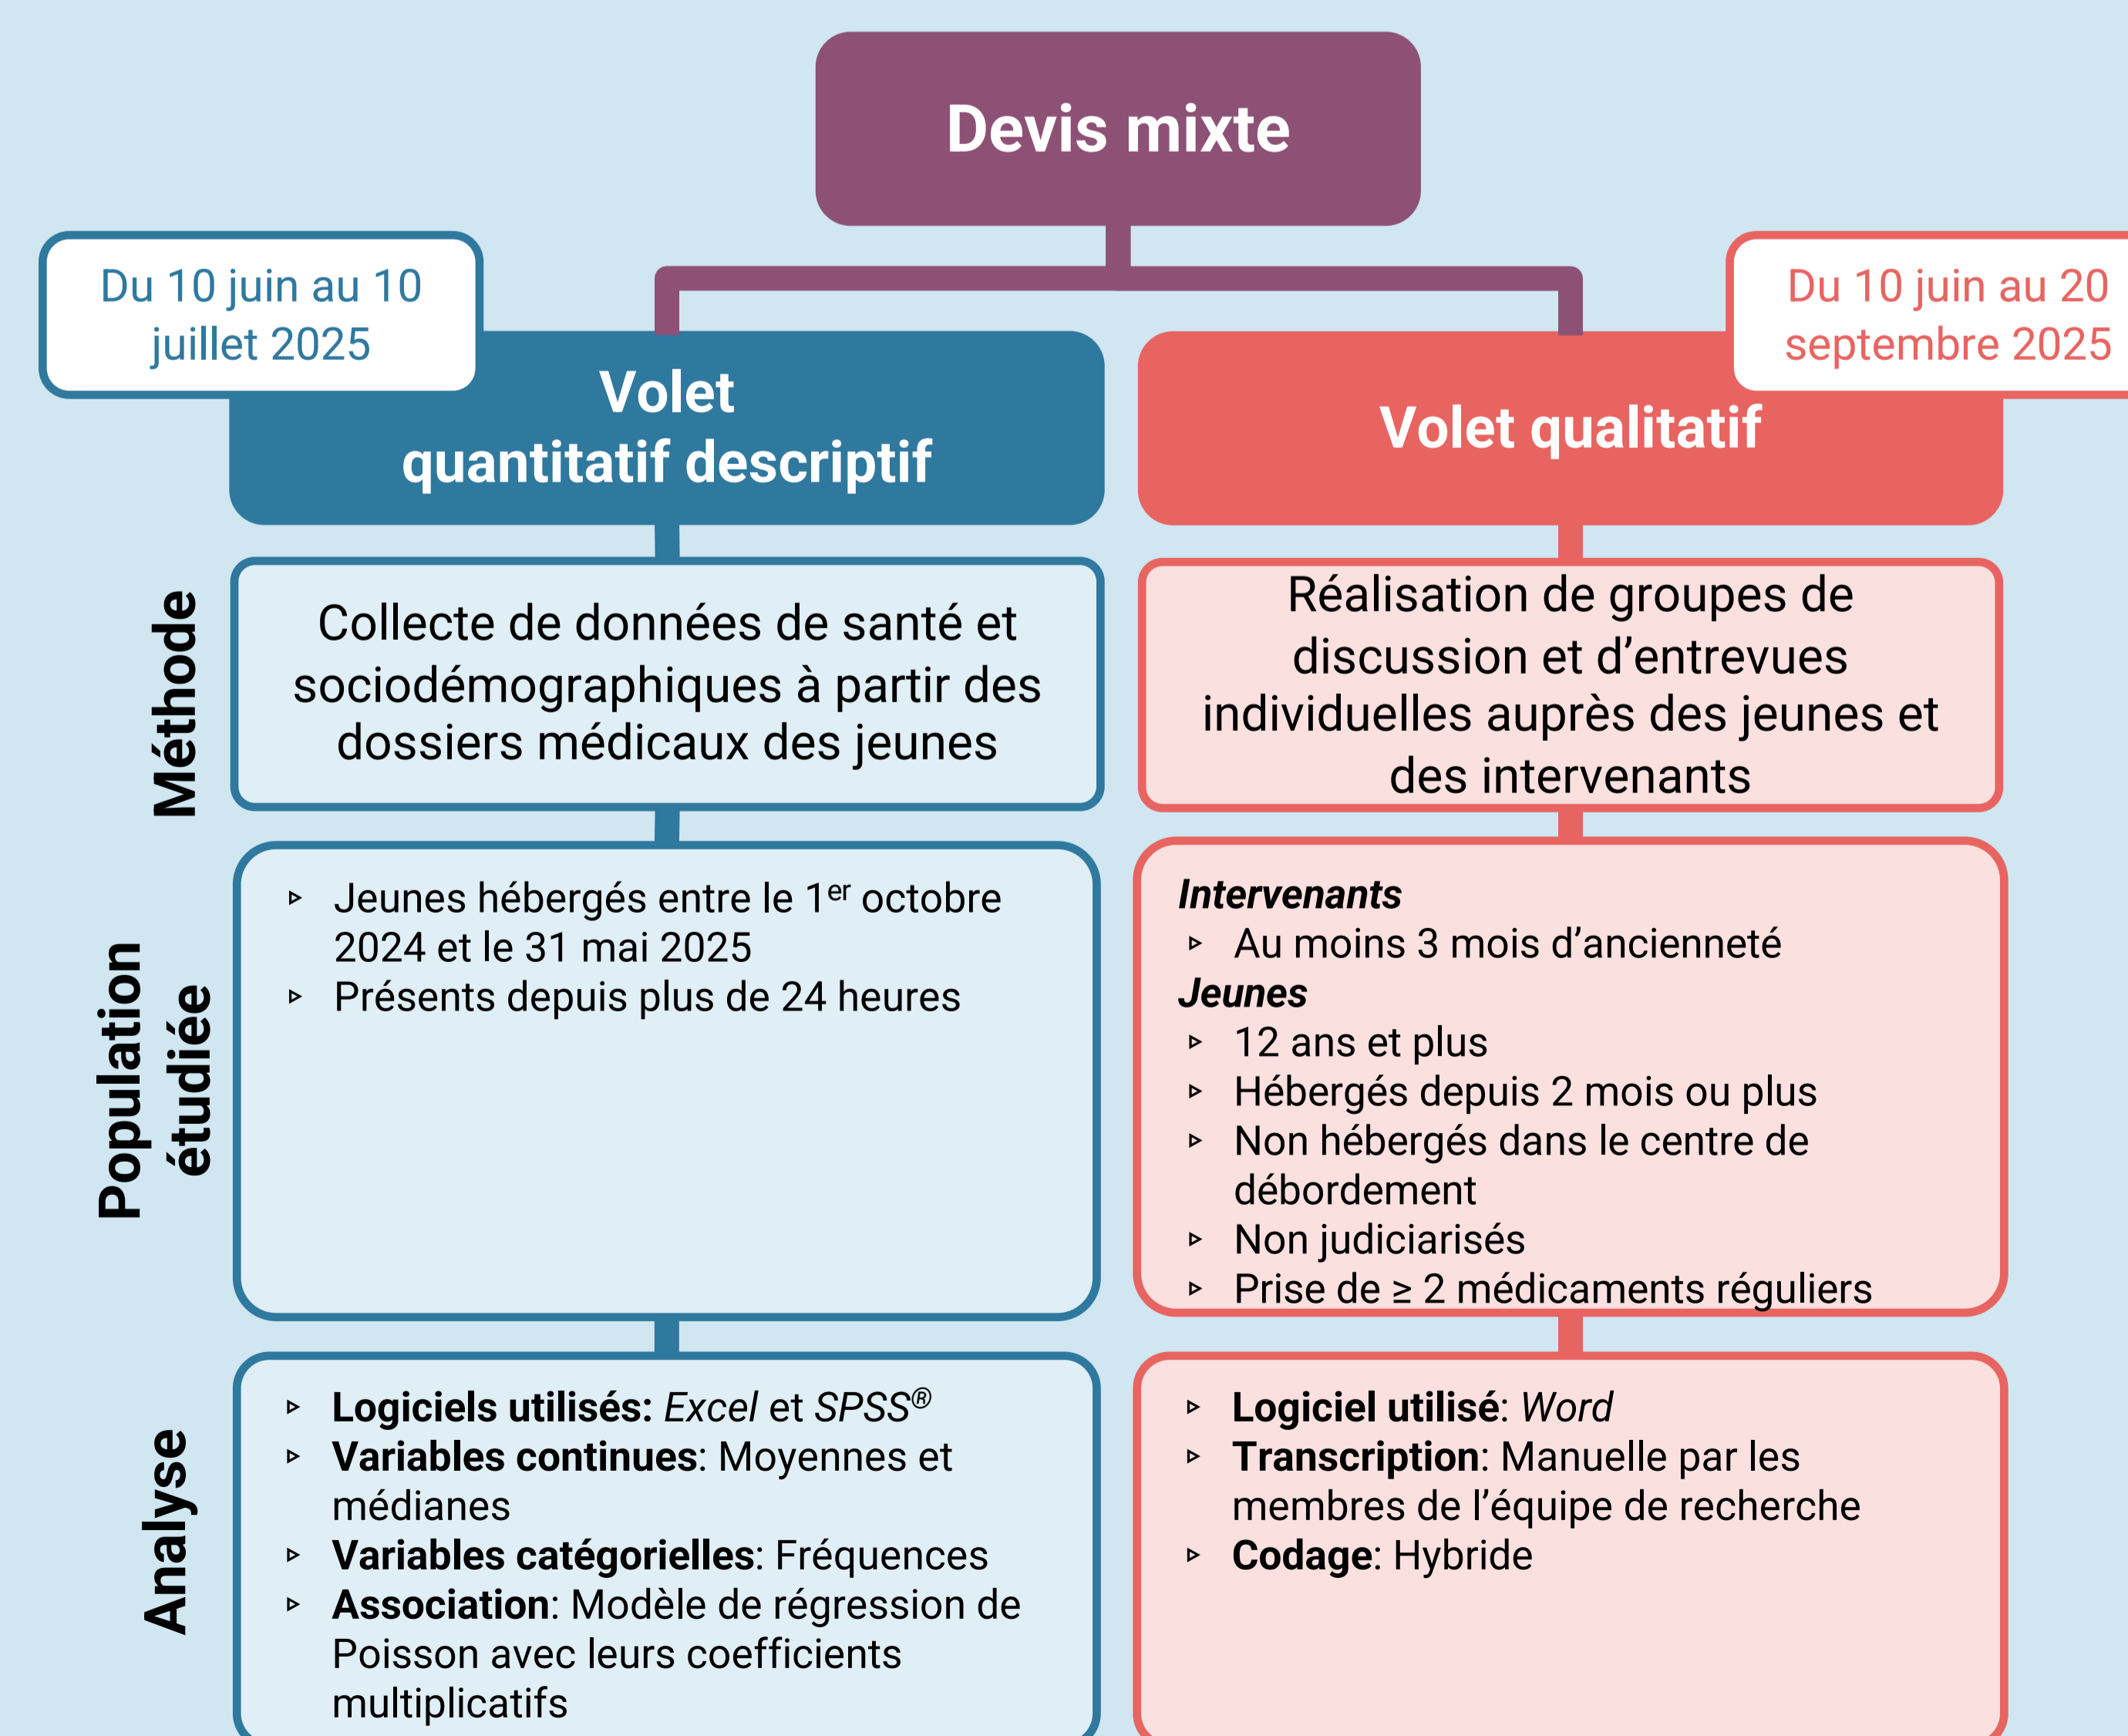 Devis mixte
Du 10 juin au 10
juillet 2025
Du 10 juin au 20
septembre 2025
Volet
quantitatif descriptif
Volet qualitatif
Méthode
Collecte de données de santé et
sociodémographiques à partir des
dossiers médicaux des jeunes
Réalisation de groupes de
discussion et d’entrevues
individuelles auprès des jeunes et
des intervenants
Population
étudiée
▹ Jeunes hébergés entre le 1er octobre
2024 et le 31 mai 2025
▹ Présents depuis plus de 24 heures
Intervenants
▹ Au moins 3 mois d’ancienneté
Jeunes
▹ 12 ans et plus
▹ Hébergés depuis 2 mois ou plus
▹ Non hébergés dans le centre de
débordement
▹ Non judiciarisés
▹ Prise de ≥ 2 médicaments réguliers
Analyse
▹ Logiciels utilisés: Excel et SPSS®
▹ Variables continues: Moyennes et
médianes
▹ Variables catégorielles: Fréquences
▹ Association: Modèle de régression de
Poisson avec leurs coefficients
multiplicatifs
▹ Logiciel utilisé: Word
▹ Transcription: Manuelle par les
membres de l’équipe de recherche
▹ Codage: Hybride